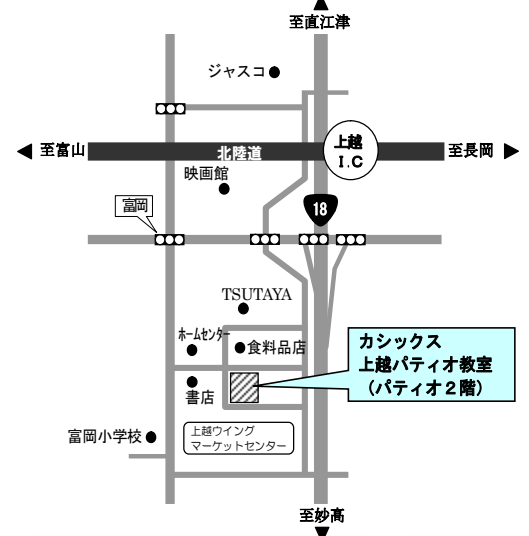 至直江津
ジャスコ
上越
I.C
至富山
北陸道
至長岡
映画館
富岡
18
TSUTAYA
ホームセンター
食料品店
カシックス
上越パティオ教室
(パティオ2階)
書店
上越ウイング
マーケットセンター
富岡小学校
至妙高